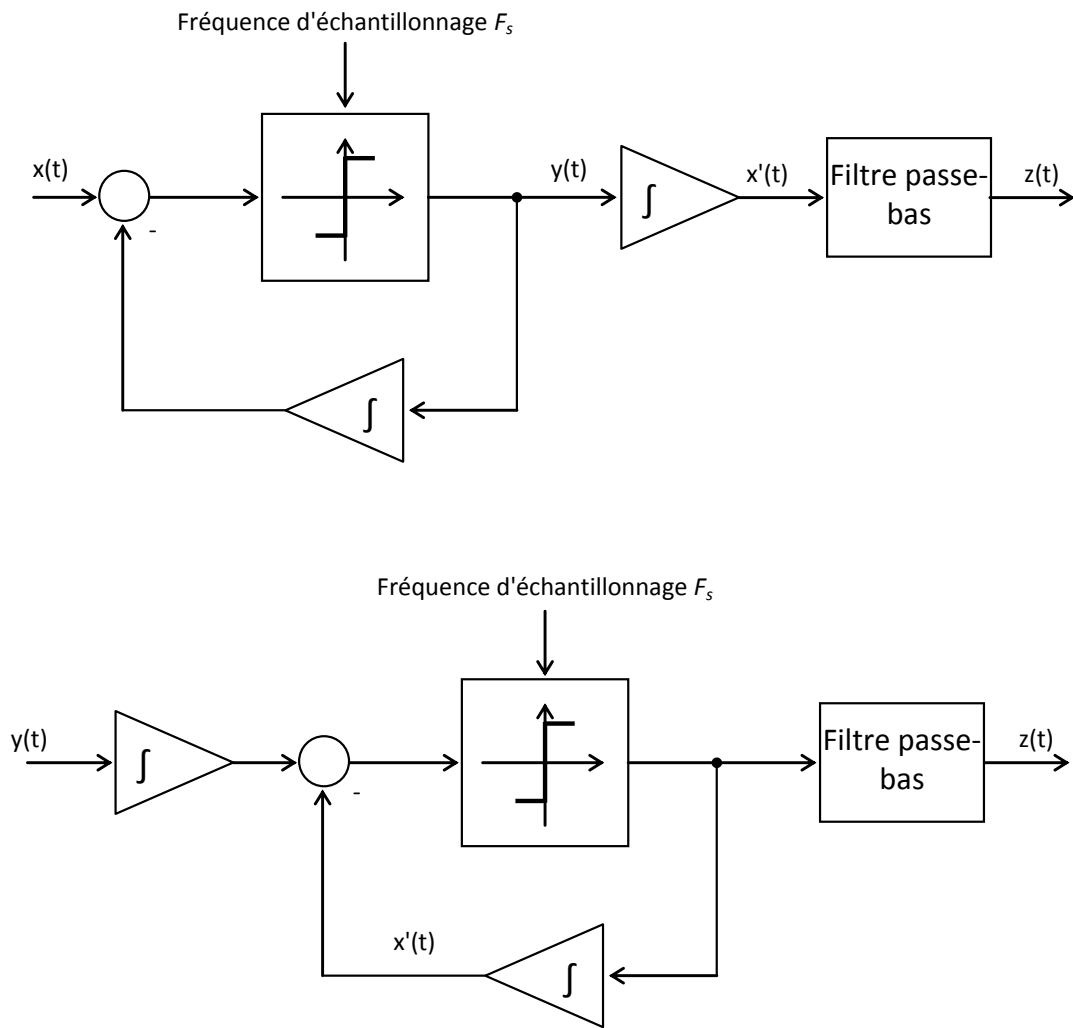 Fréquence d'échantillonnage Fs
x(t)
-
∫
y(t)
∫
x'(t)
Filtre passe-
bas
z(t)
Fréquence d'échantillonnage Fs
y(t)
∫
-
x'(t)
∫
Filtre passe-
bas
z(t)